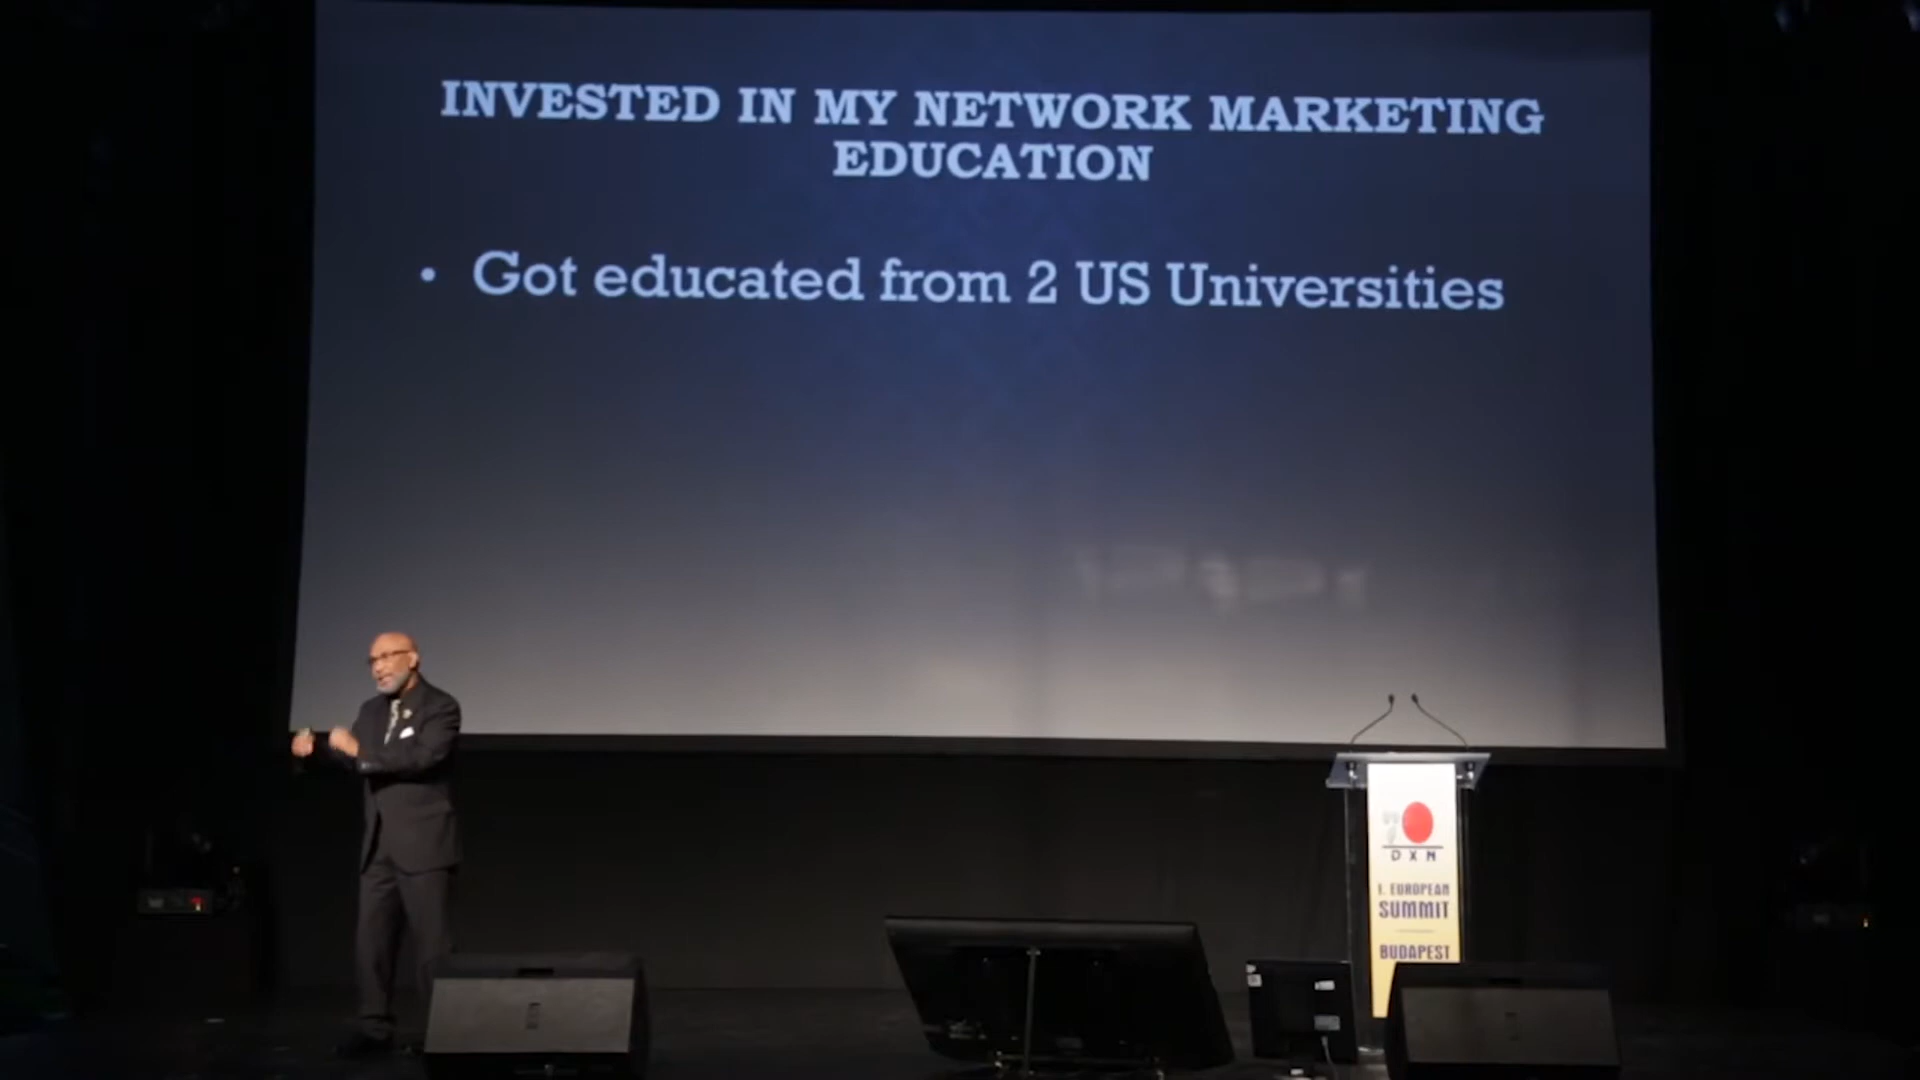 INVESTED IN MY NETWORK MARKETING
EDUCATION
• Got educated from 2 US Universities
DXN
1. EUROPEAN
SUMMIT
BUDAPEST